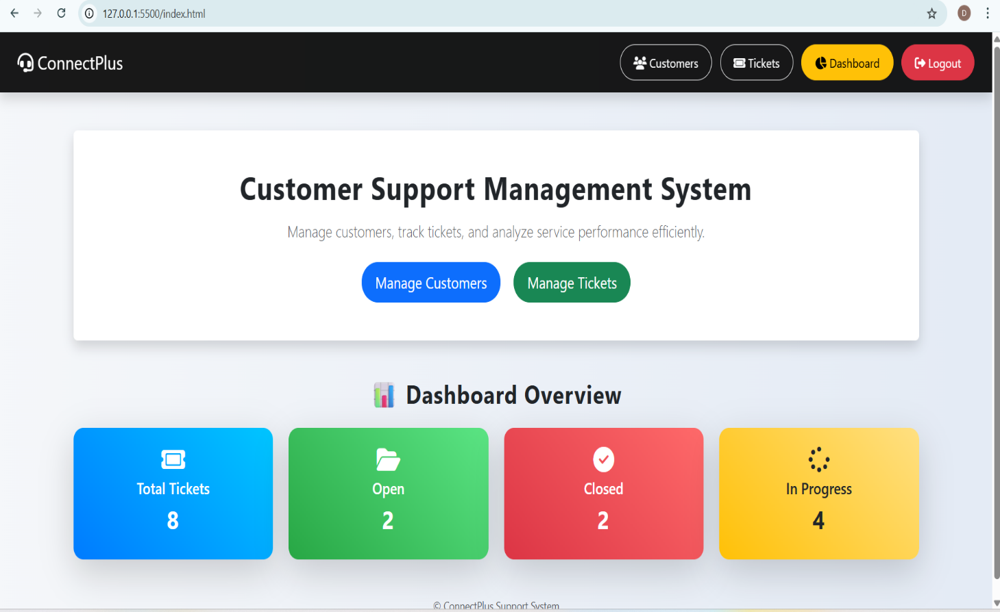 127.0.0.1:5500/index.html
D
ConnectPlus
Customers
Tickets
Dashboard
Logout
Customer Support Management System
Manage customers, track tickets, and analyze service performance efficiently.
Manage Customers
Manage Tickets
Dashboard Overview
Total Tickets
8
Open
2
Closed
2
In Progress
4
© ConnectPlus Support System